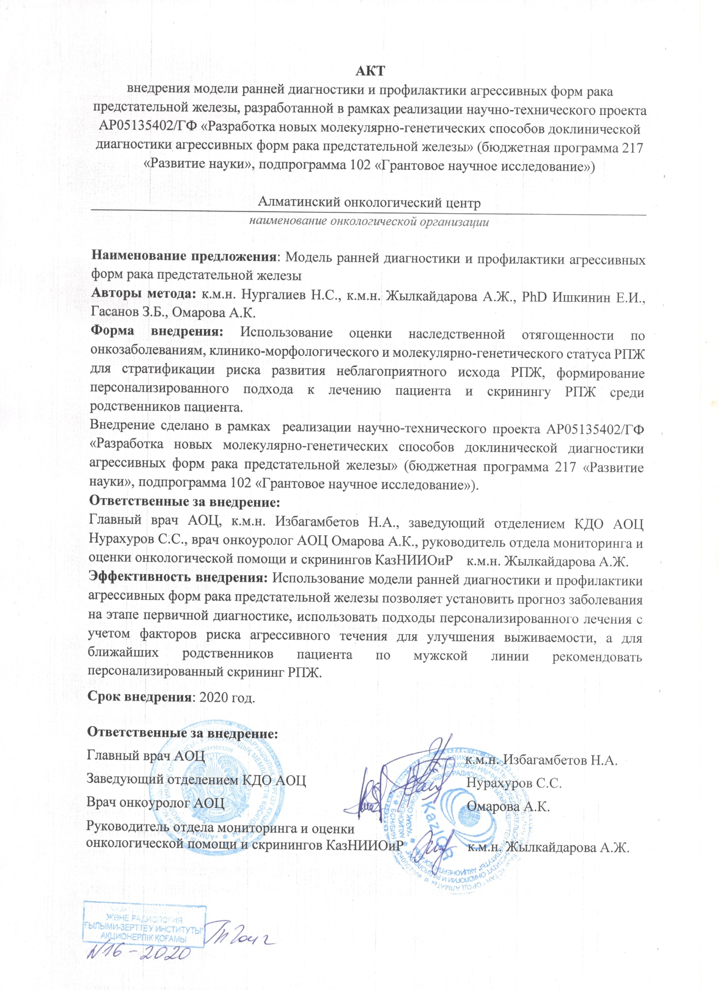 АКТ
внедрения модели ранней диагностики и профилактики агрессивных форм рака
предстательной железы, разработанной в рамках реализации научно-технического проекта
АР05135402/ГФ «Разработка новых молекулярно-генетических способов доклинической
диагностики агрессивных форм рака предстательной железы» (бюджетная программа 217
«Развитие науки», подпрограмма 102 «Грантовое научное исследование»)
Алматинский онкологический центр
наименование онкологической организации
Наименование предложения: Модель ранней диагностики и профилактики агрессивных
форм рака предстательной железы
Авторы метода: к.м.н. Нургалиев Н.С., к.м.н. Жылкайдарова А.Ж., PhD Ишкинин Е.И.,
Гасанов З.Б., Омарова А.К.
Форма внедрения: Использование оценки наследственной отягощенности по
онкозаболеваниям, клинико-морфологического и молекулярно-генетического статуса РПЖ
для стратификации риска развития неблагоприятного исхода РПЖ, формирование
персонализированного подхода к лечению пациента и скринингу РПЖ среди
родственников пациента.
Внедрение сделано в рамках реализации научно-технического проекта АР05135402/ГФ
«Разработка новых молекулярно-генетических способов доклинической диагностики
агрессивных форм рака предстательной железы» (бюджетная программа 217 «Развитие
науки», подпрограмма 102 «Грантовое научное исследование»).
Ответственные за внедрение:
Главный врач АОЦ, к.м.н. Избагамбетов Н.А., заведующий отделением КДО АОЦ
Нурахуров С.С., врач онкоуролог АОЦ Омарова А.К., руководитель отдела мониторинга и
оценки онкологической помощи и скринингов КазНИИОиР к.м.н. Жылкайдарова А.Ж.
Эффективность внедрения: Использование модели ранней диагностики и профилактики
агрессивных форм рака предстательной железы позволяет установить прогноз заболевания
на этапе первичной диагностике, использовать подходы персонализированного лечения с
учетом факторов риска агрессивного течения для улучшения выживаемости, а для
ближайших родственников пациента по мужской линии рекомендовать
персонализированный скрининг РПЖ.
Срок внедрения: 2020 год.
Ответственные за внедрение:
Главный врач АОЦ к.м.н. Избагамбетов Н.А.
Заведующий отделением КДО АОЦ Нурахуров С.С.
Врач онкоуролог АОЦ Омарова А.К.
Руководитель отдела мониторинга и оценки
онкологической помощи и скринингов КазНИИОиР к.м.н. Жылкайдарова А.Ж.
KazIOR
ЖӘНЕ РАДИОЛОГИЯ
ҒЫЛЫМИ-ЗЕРТТЕУ ИНСТИТУТЫ"
АКЦИОНЕРЛІК ҚОҒАМЫ
№16-2020